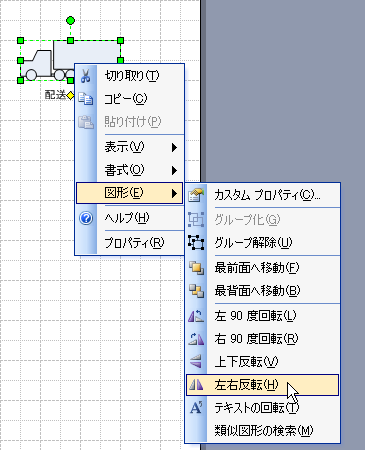 配送
切り取り(T)
コピー(C)
貼り付け(P)
表示(V)
書式(O)
図形(E)
ヘルプ(H)
プロパティ(R)
カスタム プロパティ(C)...
グループ化(G)
グループ解除(U)
最前面へ移動(F)
最背面へ移動(B)
左 90 度回転(L)
右 90 度回転(R)
上下反転(V)
左右反転(H)
テキストの回転(T)
類似図形の検索(M)